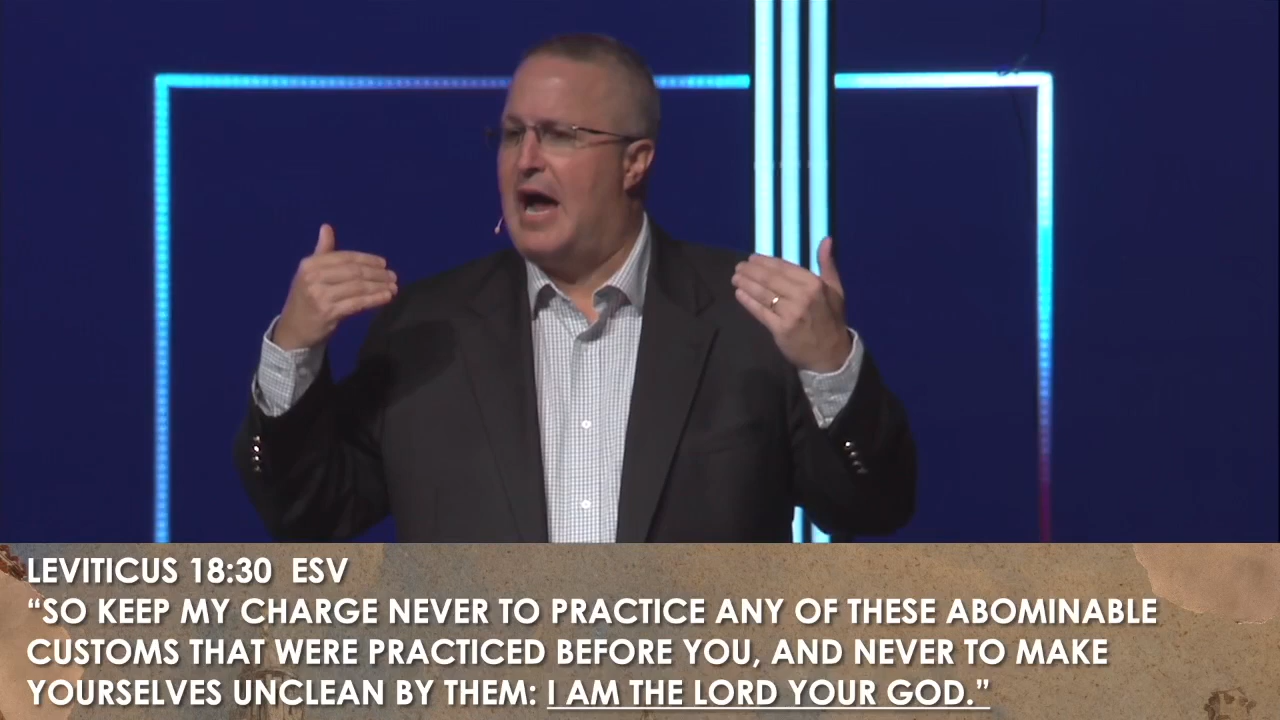 LEVITICUS 18:30 ESV
“SO KEEP MY CHARGE NEVER TO PRACTICE ANY OF THESE ABOMINABLE
CUSTOMS THAT WERE PRACTICED BEFORE YOU, AND NEVER TO MAKE
YOURSELVES UNCLEAN BY THEM: I AM THE LORD YOUR GOD.”